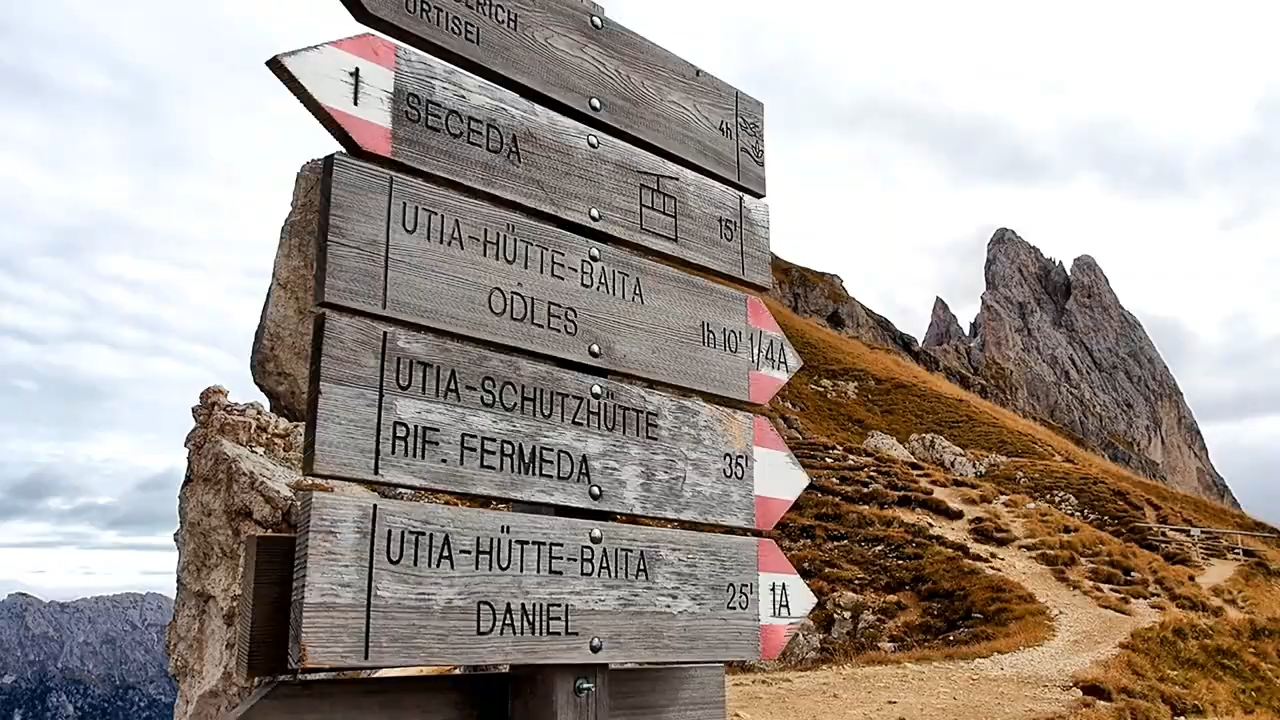 URTISEI
4h
1 SECEDA 15'
UTIA-HÜTTE-BAITA
ODLES 1h 10' 1/4A
UTIA-SCHUTZHÜTTE
RIF. FERMEDA 35'
UTIA-HÜTTE-BAITA
DANIEL 25' 1A